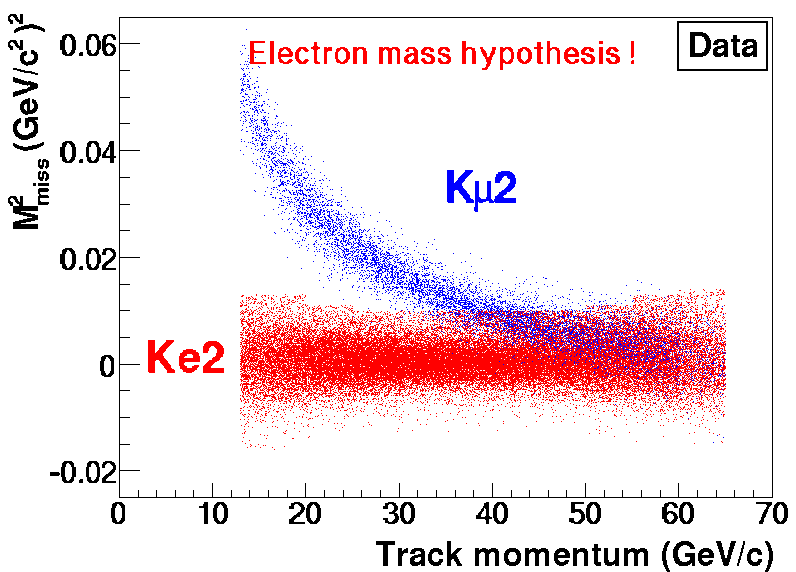 Electron mass hypothesis !
Data
M²miss (GeV/c²)²
0.06
0.04
0.02
0
-0.02
Kμ2
Ke2
0 10 20 30 40 50 60 70
Track momentum (GeV/c)